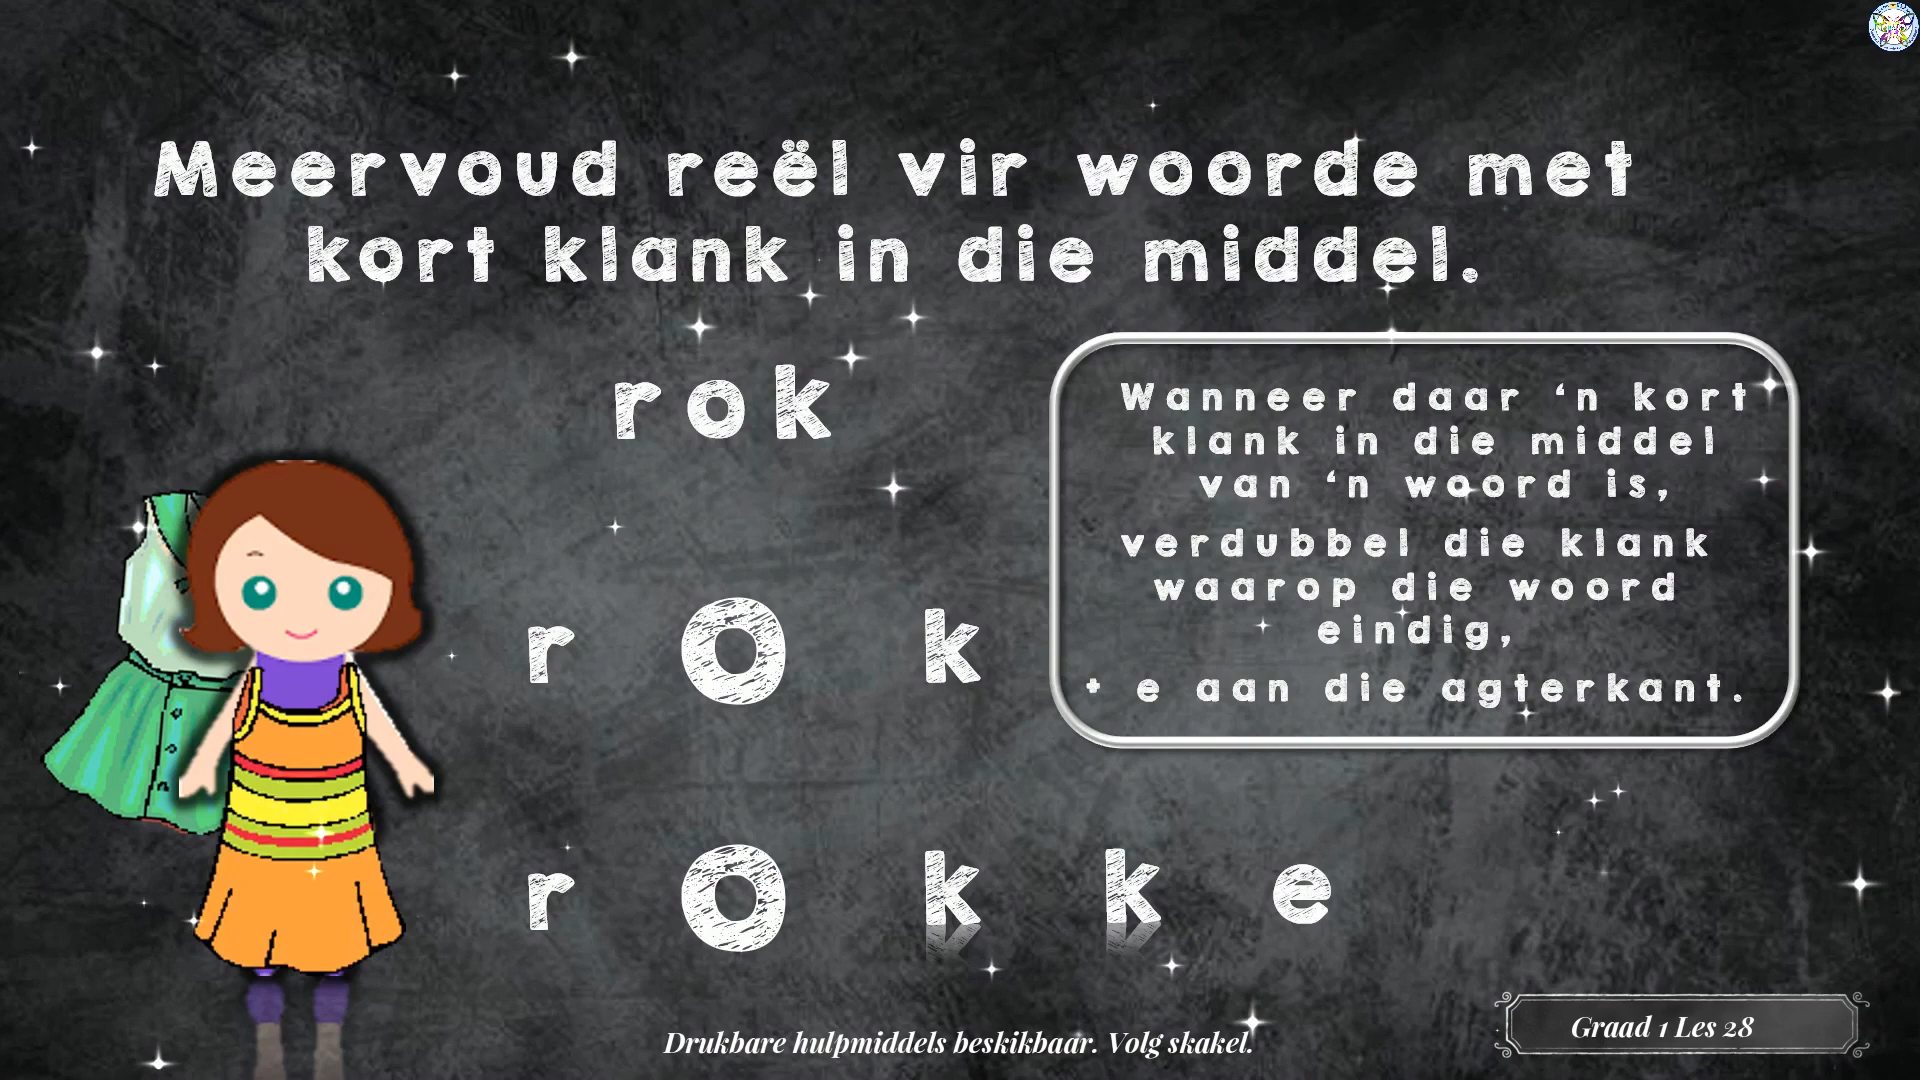 Meervoud reël vir woorde met
kort klank in die middel.
rok
Wanneer daar ‘n kort
klank in die middel
van ‘n woord is,
verdubbel die klank
waarop die woord
eindig,
+ e aan die agterkant.
r o k
r o k k e
Drukbare hulpmiddels beskikbaar. Volg skakel.
Graad 1 Les 28